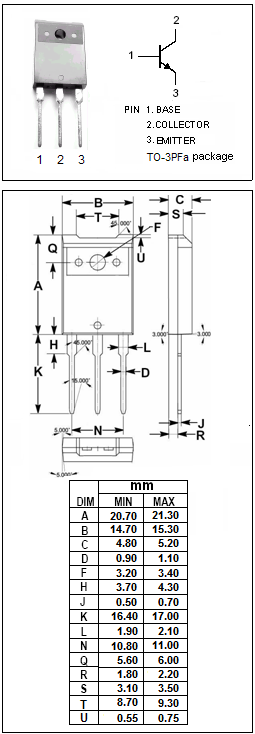 2
1
3
PIN 1. BASE
2.COLLECTOR
3.EMITTER
TO-3PFa package
1 2 3
B C
T S
45.000°
F
Q U
A
H 3.000° 3.00
L
45.000°
K D
15.000°
J
5.000° N R
5.000°
mm
DIM MIN MAX
A 20.70 21.30
B 14.70 15.30
C 4.80 5.20
D 0.90 1.10
F 3.20 3.40
H 3.70 4.30
J 0.50 0.70
K 16.40 17.00
L 1.90 2.10
N 10.80 11.00
Q 5.60 6.00
R 1.80 2.20
S 3.10 3.50
T 8.70 9.30
U 0.55 0.75